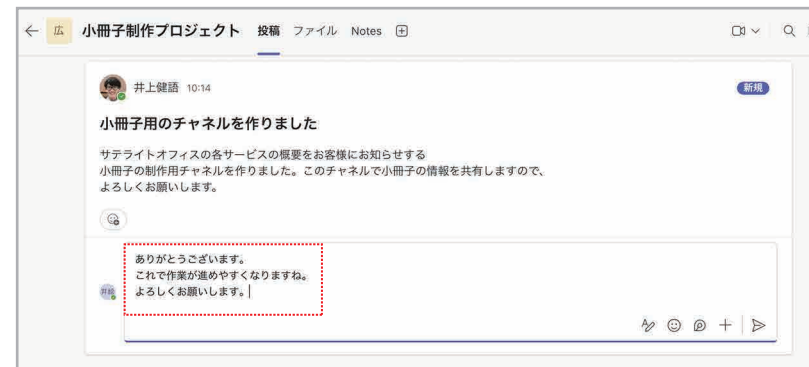 広 小冊子制作プロジェクト 投稿 ファイル Notes
井上健語 10:14 新規
小冊子用のチャネルを作りました
サテライトオフィスの各サービスの概要をお客様にお知らせする
小冊子の制作用チャネルを作りました。このチャネルで小冊子の情報を共有しますので、
よろしくお願いします。
ありがとうございます。
これで作業が進めやすくなりますね。
よろしくお願いします。